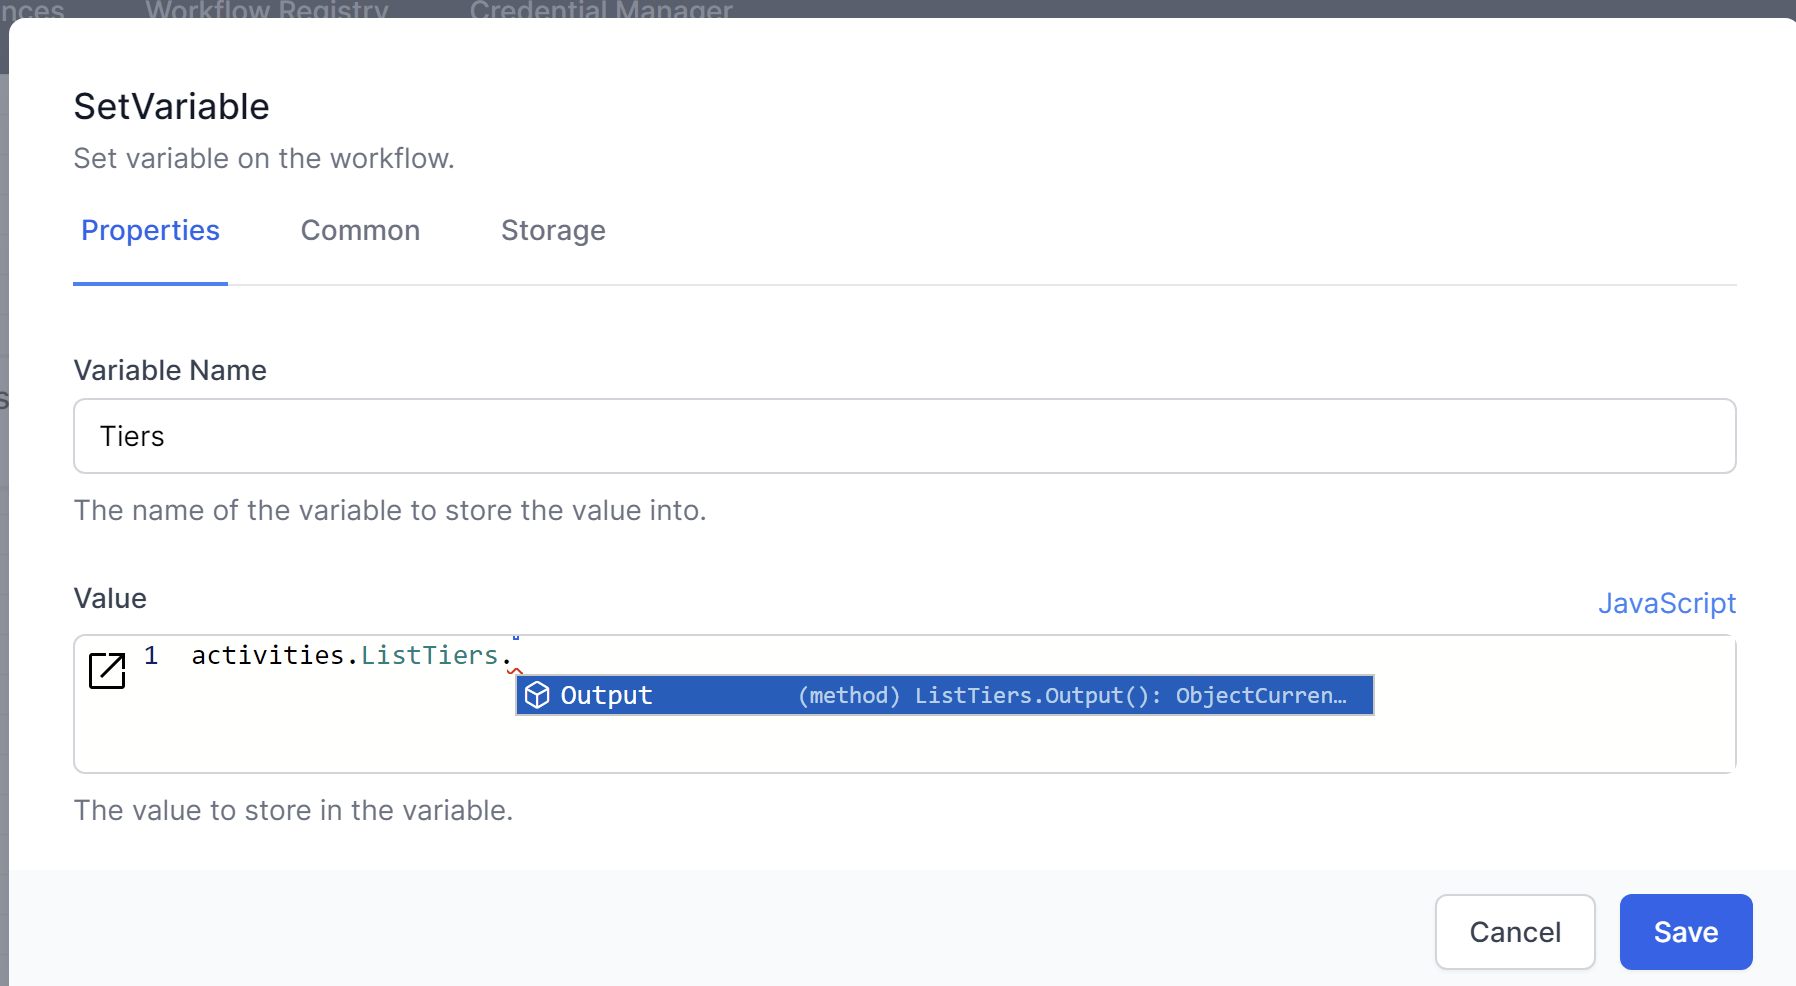 nces Workflow Registry Credential Manager
SetVariable
Set variable on the workflow.
Properties Common Storage
s
Variable Name
Tiers
The name of the variable to store the value into.
Value JavaScript
1 activities.ListTiers.
Output (method) ListTiers.Output(): ObjectCurren…
The value to store in the variable.
Cancel Save